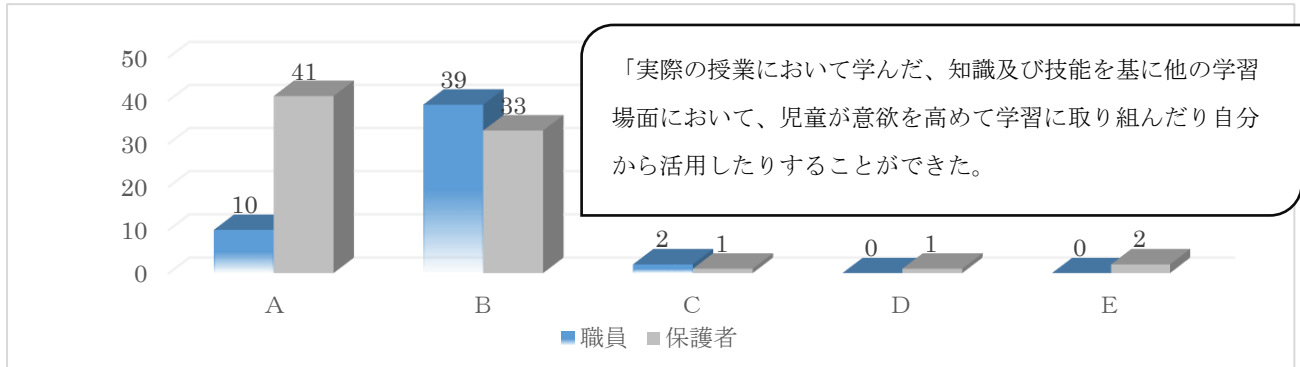 「実際の授業において学んだ、知識及び技能を基に他の学習
場面において、児童が意欲を高めて学習に取り組んだり自分
から活用したりすることができた。
50
40
30
20
10
0
10
41
39
33
2
1
0
1
0
2
A
B
C
D
E
職員
保護者